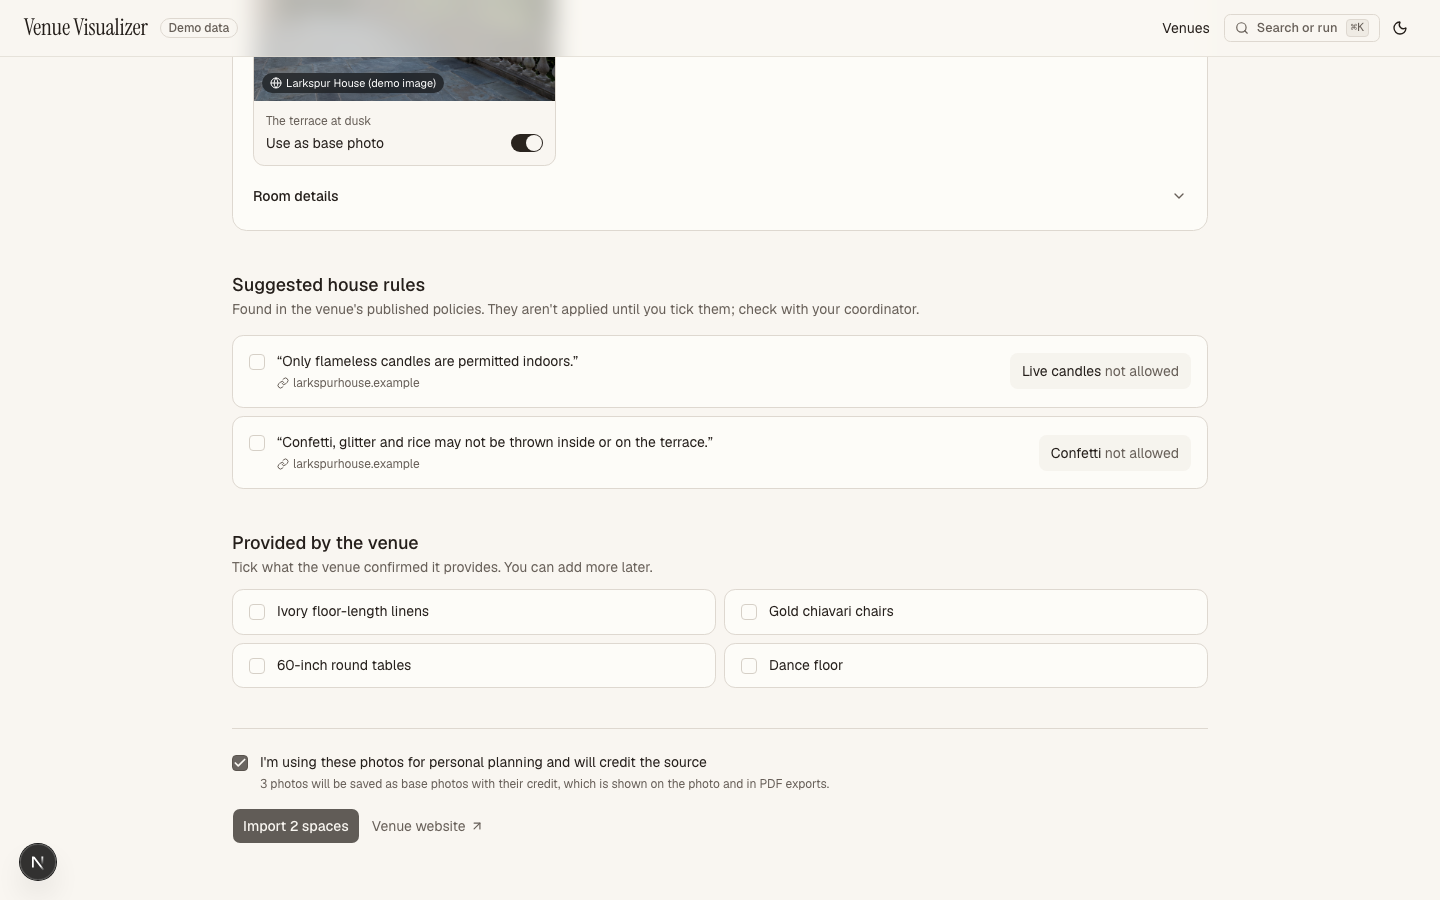 Venue Visualizer
Demo data
Venues
Search or run
⌘K
Larkspur House (demo image)
The terrace at dusk
Use as base photo
Room details
Suggested house rules
Found in the venue's published policies. They aren't applied until you tick them; check with your coordinator.
“Only flameless candles are permitted indoors.”
larkspurhouse.example
Live candles not allowed
“Confetti, glitter and rice may not be thrown inside or on the terrace.”
larkspurhouse.example
Confetti not allowed
Provided by the venue
Tick what the venue confirmed it provides. You can add more later.
Ivory floor-length linens
Gold chiavari chairs
60-inch round tables
Dance floor
I'm using these photos for personal planning and will credit the source
3 photos will be saved as base photos with their credit, which is shown on the photo and in PDF exports.
Import 2 spaces
Venue website
N